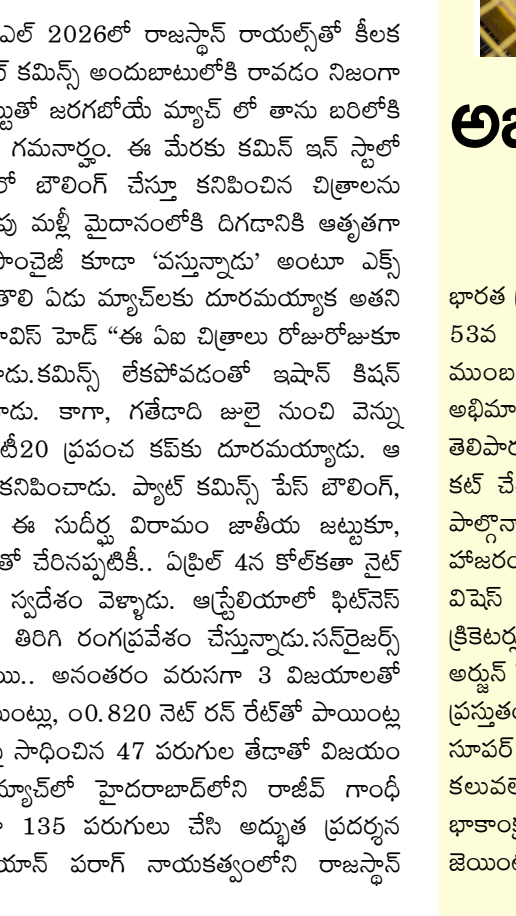 ఎల్ 2026లో రాజస్థాన్ రాయల్స్‌తో కీలక
కమిన్స్ అందుబాటులోకి రావడం నిజంగా
జరగబోయే మ్యాచ్ లో తాను బరిలోకి
గమనార్హం. ఈ మేరకు కమిన్ ఇన్ స్టాలో
లో బౌలింగ్ చేస్తూ కనిపించిన చిత్రాలను
మళ్లీ మైదానంలోకి దిగడానికి ఆతృతగా
కూడా ‘వస్తున్నాడు’ అంటూ ఎక్స్
తొలి ఏడు మ్యాచ్‌లకు దూరమయ్యాక అతని
హెడ్ “ఈ ఏఐ చిత్రాలు రోజురోజుకూ
డు.కమిన్స్ లేకపోవడంతో ఇషాన్ కిషన్
డు. కాగా, గతేడాది జులై నుంచి వెన్ను
టీ20 ప్రపంచ కప్‌కు దూరమయ్యాడు. ఆ
కనిపించాడు. ప్యాట్ కమిన్స్ పేస్ బౌలింగ్,
ఈ సుదీర్ఘ విరామం జాతీయ జట్టుకూ,
తో చేరినప్పటికీ.. ఏప్రిల్ 4న కోల్‌కతా నైట్
స్వదేశం వెళ్ళాడు. ఆస్ట్రేలియాలో ఫిట్‌నెస్
తిరిగి రంగప్రవేశం చేస్తున్నాడు.సన్‌రైజర్స్
యి.. అనంతరం వరుసగా 3 విజయాలతో
యింట్లు, ం0.820 నెట్ రన్ రేట్‌తో పాయింట్ల
సాధించిన 47 పరుగుల తేడాతో విజయం
మ్యాచ్‌లో హైదరాబాద్‌లోని రాజీవ్ గాంధీ
135 పరుగులు చేసి అద్భుత ప్రదర్శన
యాన్ పరాగ్ నాయకత్వంలోని రాజస్థాన్
భారత
53వ
ముంబ
అభిమా
తెలిపార
కట్ చే
పాల్గొనా
హాజరం
విషెస్
క్రికెటర్లు
అర్జున్
ప్రస్తుతం
సూపర్
కలువలె
భాకాంక్ష
జెయింట